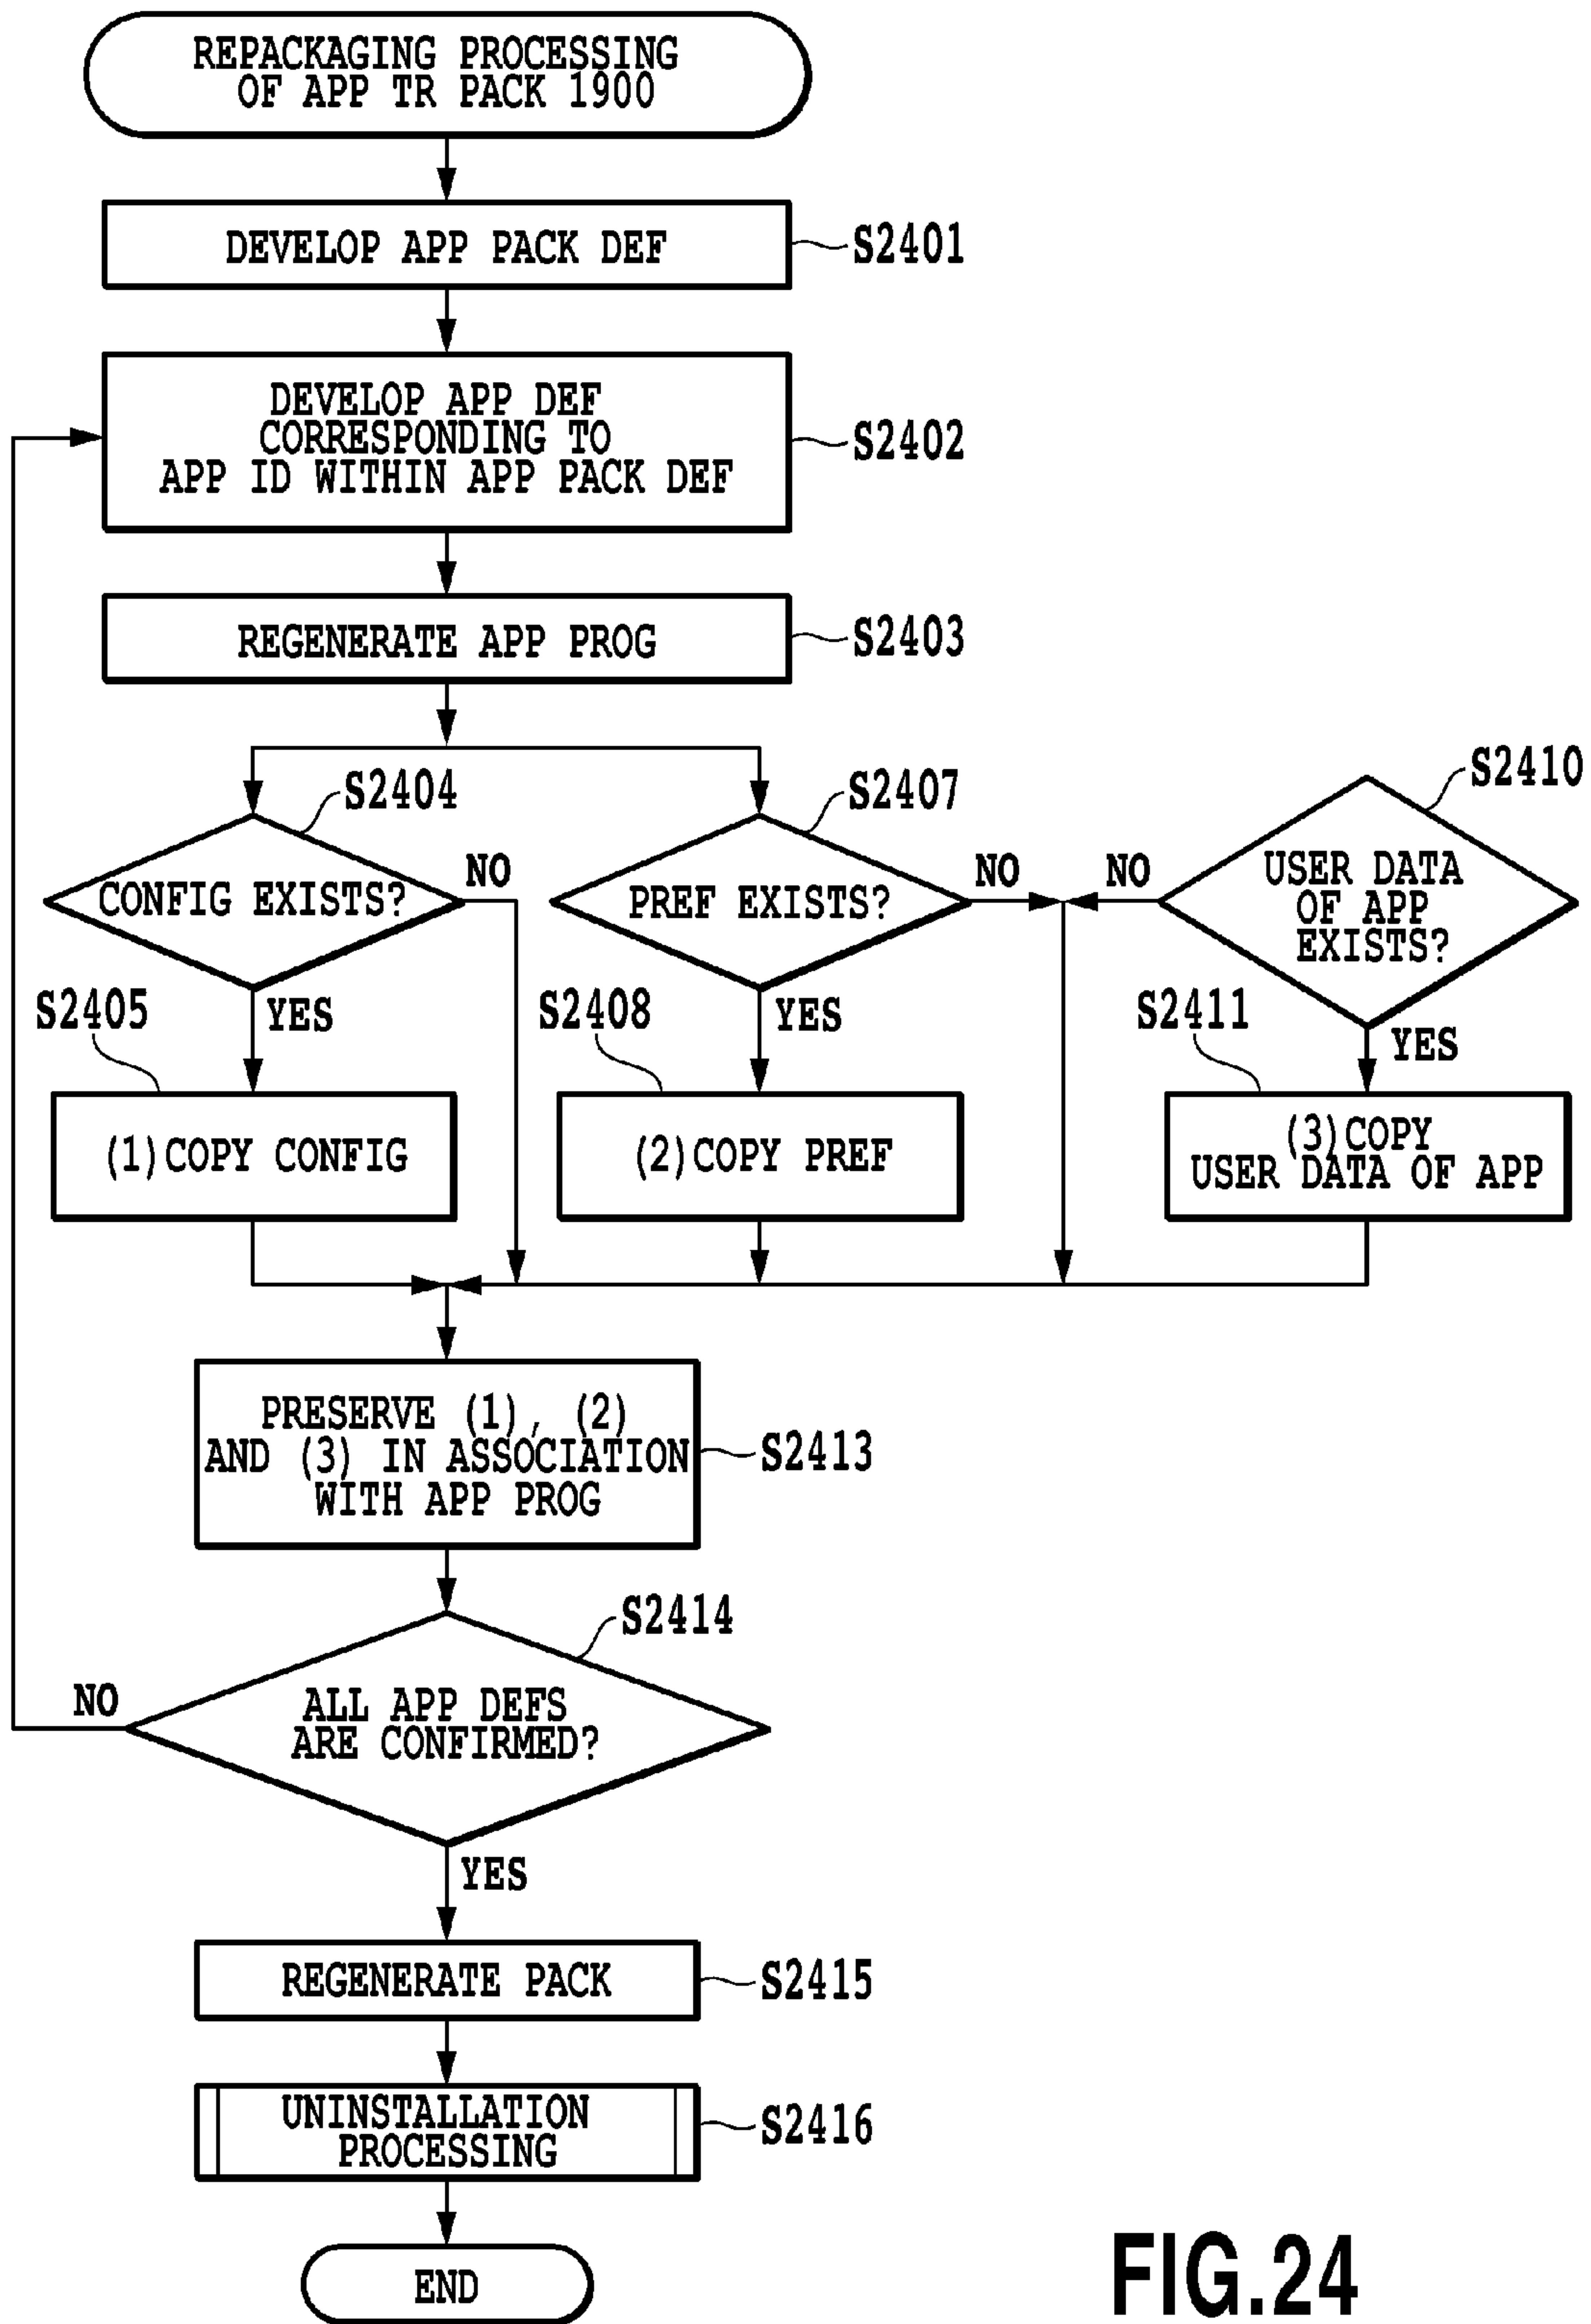 REPACKAGING PROCESSING
OF APP TR PACK 1900
DEVELOP APP PACK DEF
S2401
DEVELOP APP DEF
CORRESPONDING TO
APP ID WITHIN APP PACK DEF
S2402
REGENERATE APP PROG
S2403
S2404
CONFIG EXISTS?
NO
YES
S2405
(1)COPY CONFIG
S2407
PREF EXISTS?
NO
YES
S2408
(2)COPY PREF
S2410
USER DATA
OF APP
EXISTS?
NO
YES
S2411
(3)COPY
USER DATA OF APP
PRESERVE (1), (2)
AND (3) IN ASSOCIATION
WITH APP PROG
S2413
S2414
ALL APP DEFS
ARE CONFIRMED?
NO
YES
REGENERATE PACK
S2415
UNINSTALLATION
PROCESSING
S2416
END
FIG.24